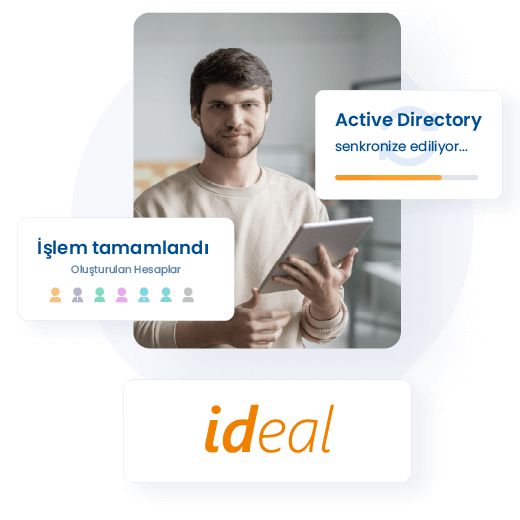 Active Directory
senkronize ediliyor...
İşlem tamamlandı
Oluşturulan Hesaplar
ideal